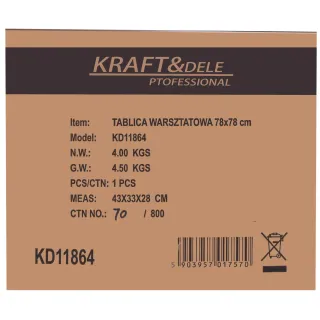 KRAFT&DELE
PTOFESSIONAL
Item: TABLICA WARSZTATOWA 78x78 cm
Model: KD11864
N.W.: 4.00 KGS
G.W.: 4.50 KGS
PCS/CTN: 1 PCS
MEAS: 43X33X28 CM
CTN NO.: 70 / 800
KD11864
5 903957 017570